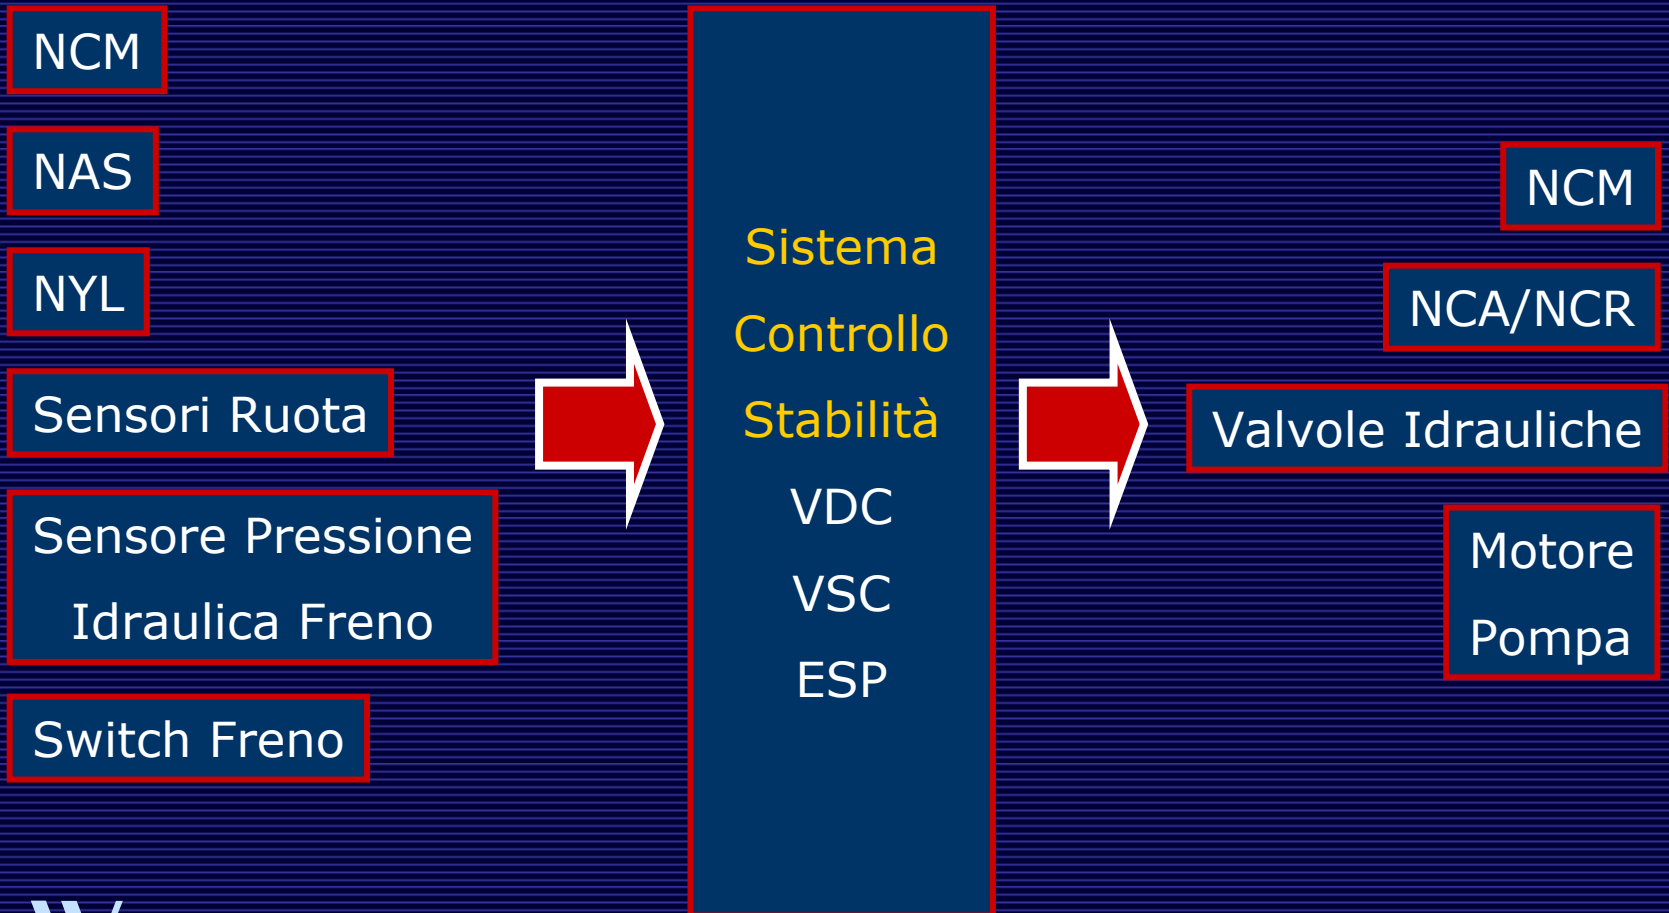 NCM
NAS
NYL
Sensori Ruota
Sensore Pressione
Idraulica Freno
Switch Freno
Sistema
Controllo
Stabilità
VDC
VSC
ESP
NCM
NCA/NCR
Valvole Idrauliche
Motore
Pompa